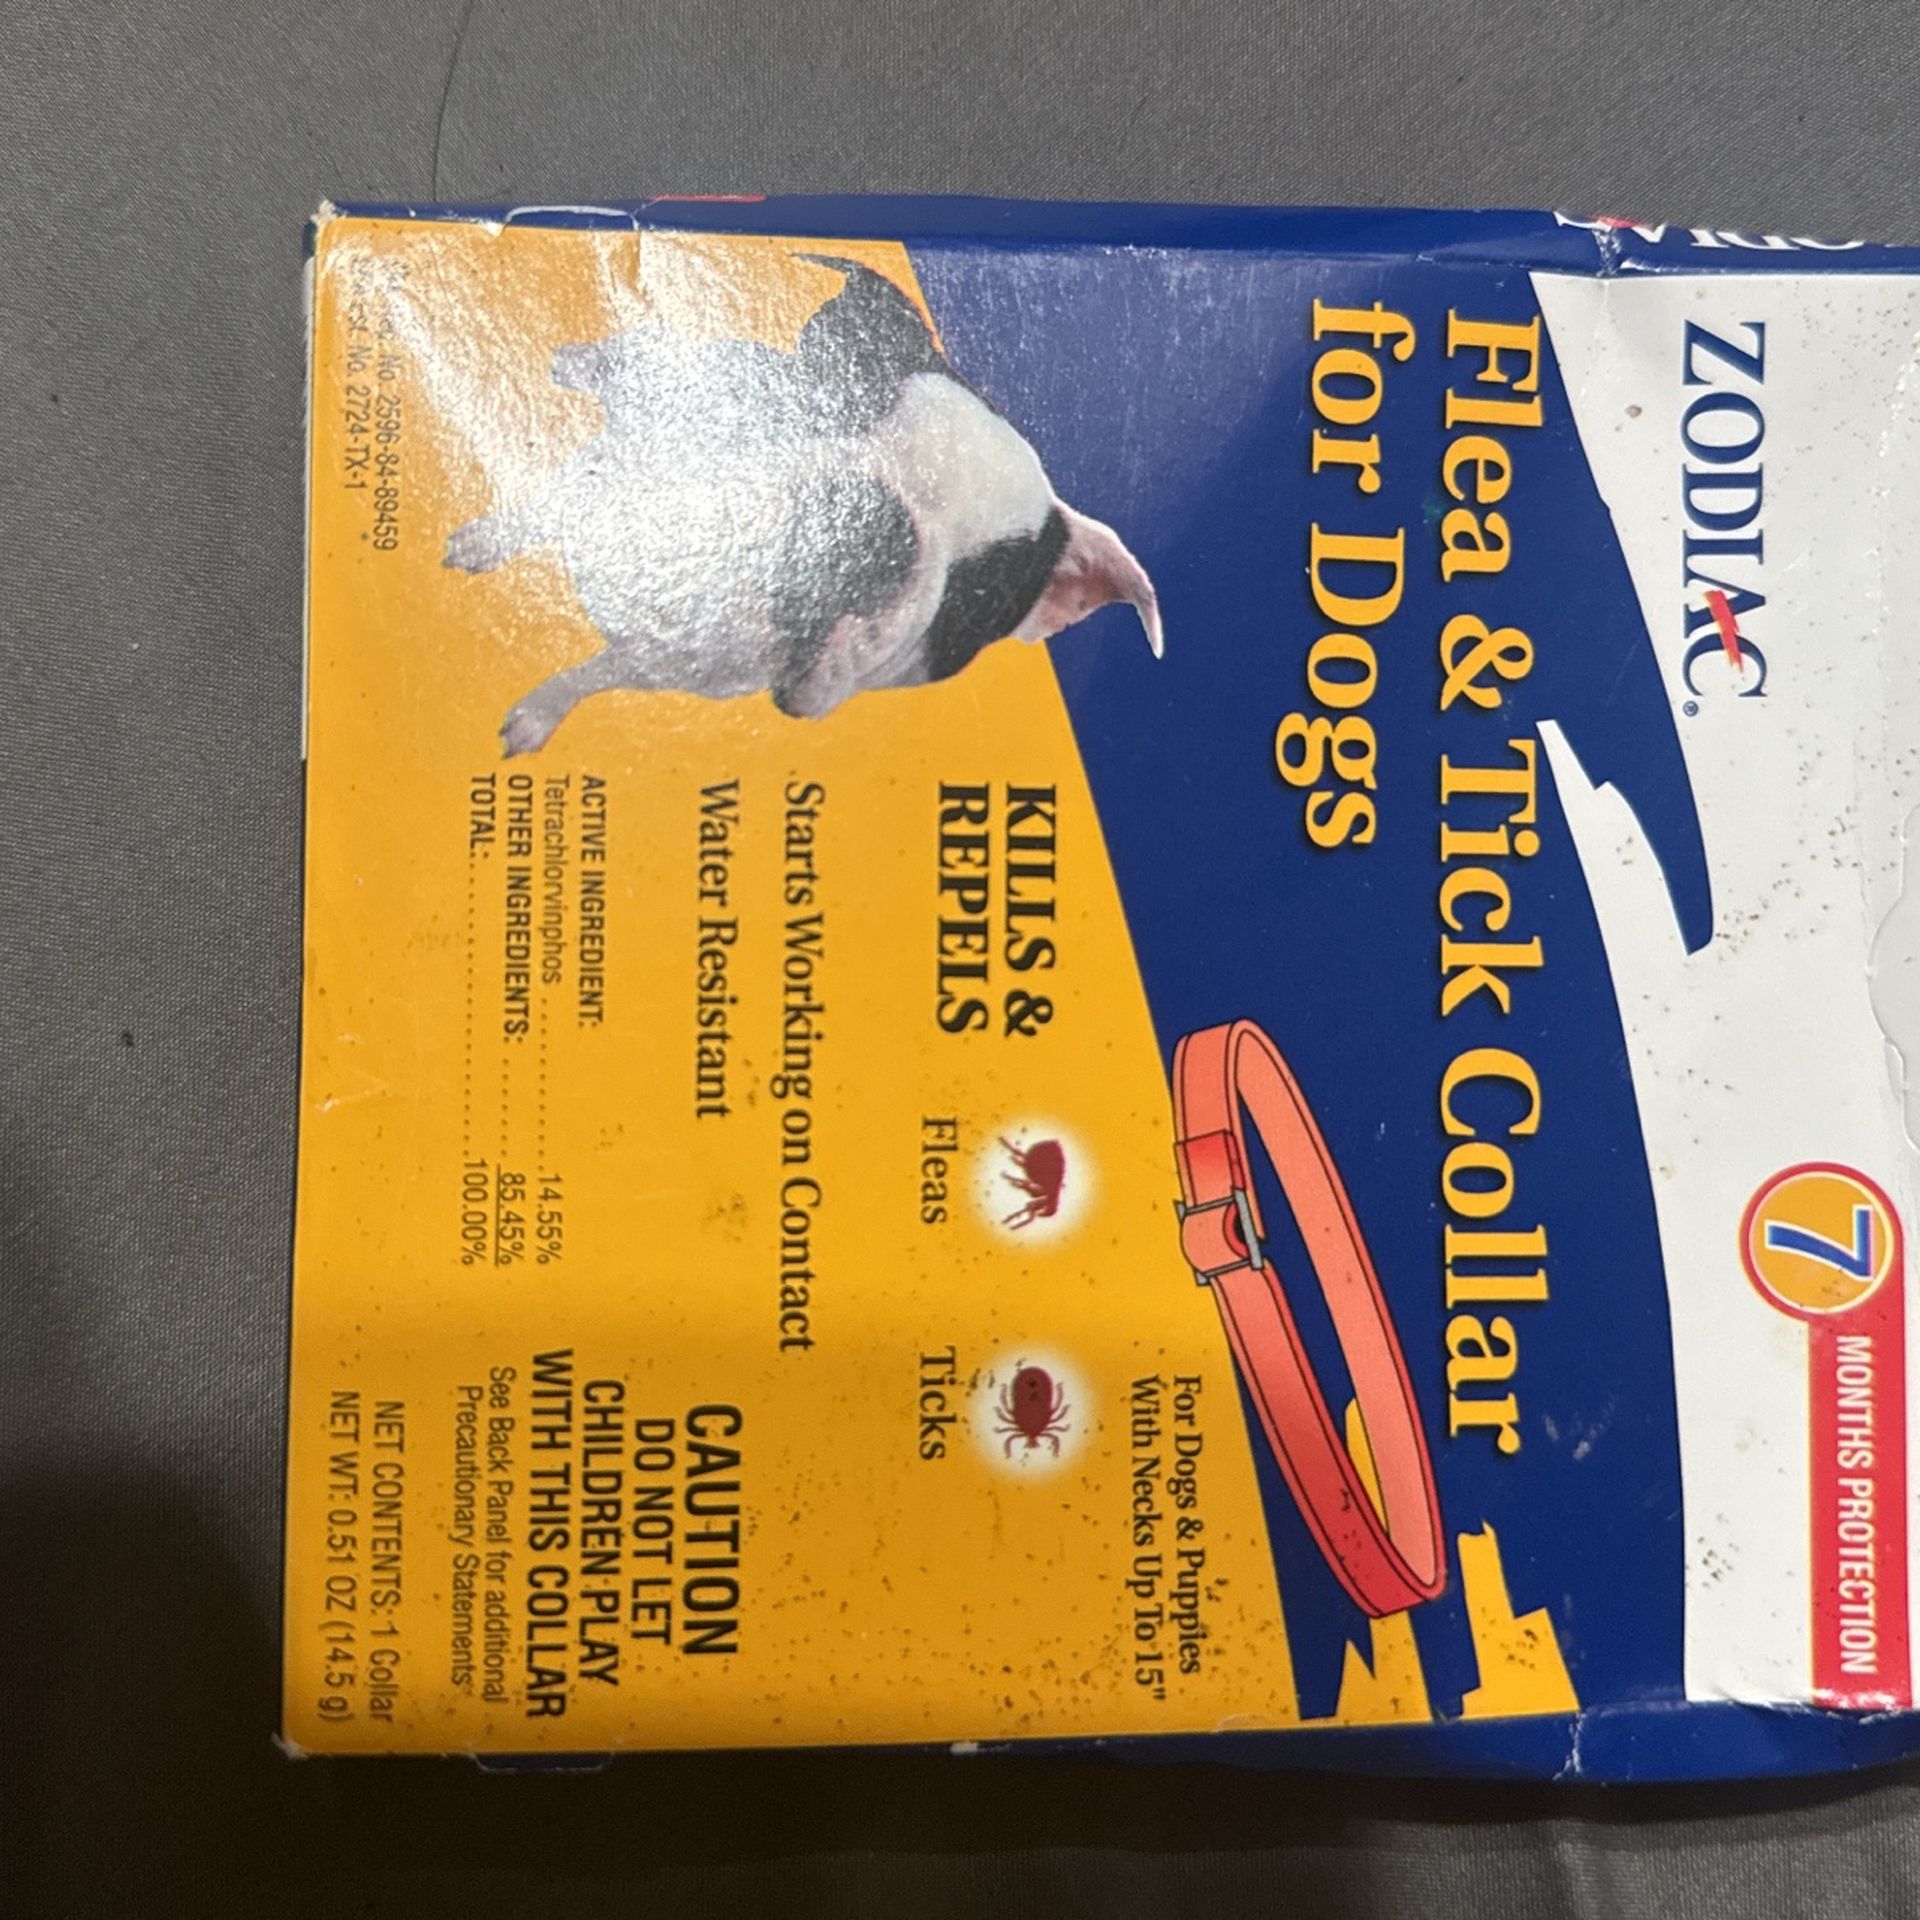 ZODIAC®
7
MONTHS PROTECTION
Flea & Tick Collar
for Dogs
For Dogs & Puppies
With Necks Up To 15"
KILLS &
REPELS
Fleas
Ticks
Starts Working on Contact
Water Resistant
ACTIVE INGREDIENT:
Tetrachlorvinphos ............... 14.55%
OTHER INGREDIENTS: .......... 85.45%
TOTAL: ........................... 100.00%
CAUTION
DO NOT LET
CHILDREN PLAY
WITH THIS COLLAR
See Back Panel for additional
Precautionary Statements
NET CONTENTS: 1 Collar
NET WT: 0.51 OZ (14.5 g)
No. 2596-84-89459
Est. No. 2724-TX-1